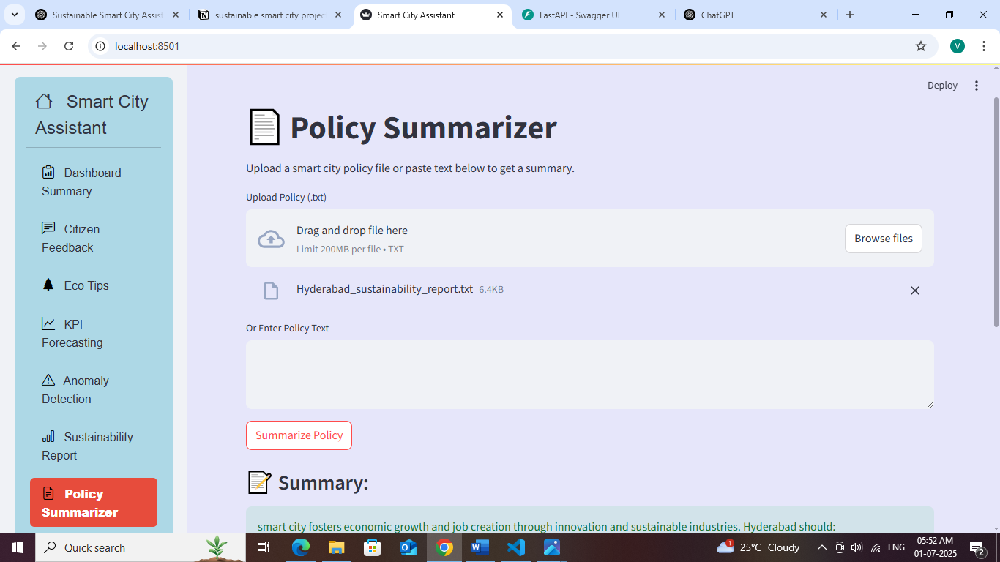 Sustainable Smart City Assist
sustainable smart city projec
Smart City Assistant
FastAPI - Swagger UI
ChatGPT
localhost:8501
V
Deploy
Smart City
Assistant
Dashboard
Summary
Citizen
Feedback
Eco Tips
KPI
Forecasting
Anomaly
Detection
Sustainability
Report
Policy
Summarizer
Policy Summarizer
Upload a smart city policy file or paste text below to get a summary.
Upload Policy (.txt)
Drag and drop file here
Limit 200MB per file • TXT
Browse files
Hyderabad_sustainability_report.txt 6.4KB
Or Enter Policy Text
Summarize Policy
Summary:
smart city fosters economic growth and job creation through innovation and sustainable industries. Hyderabad should:
Quick search
1
25°C Cloudy
ENG
05:52 AM
01-07-2025
2